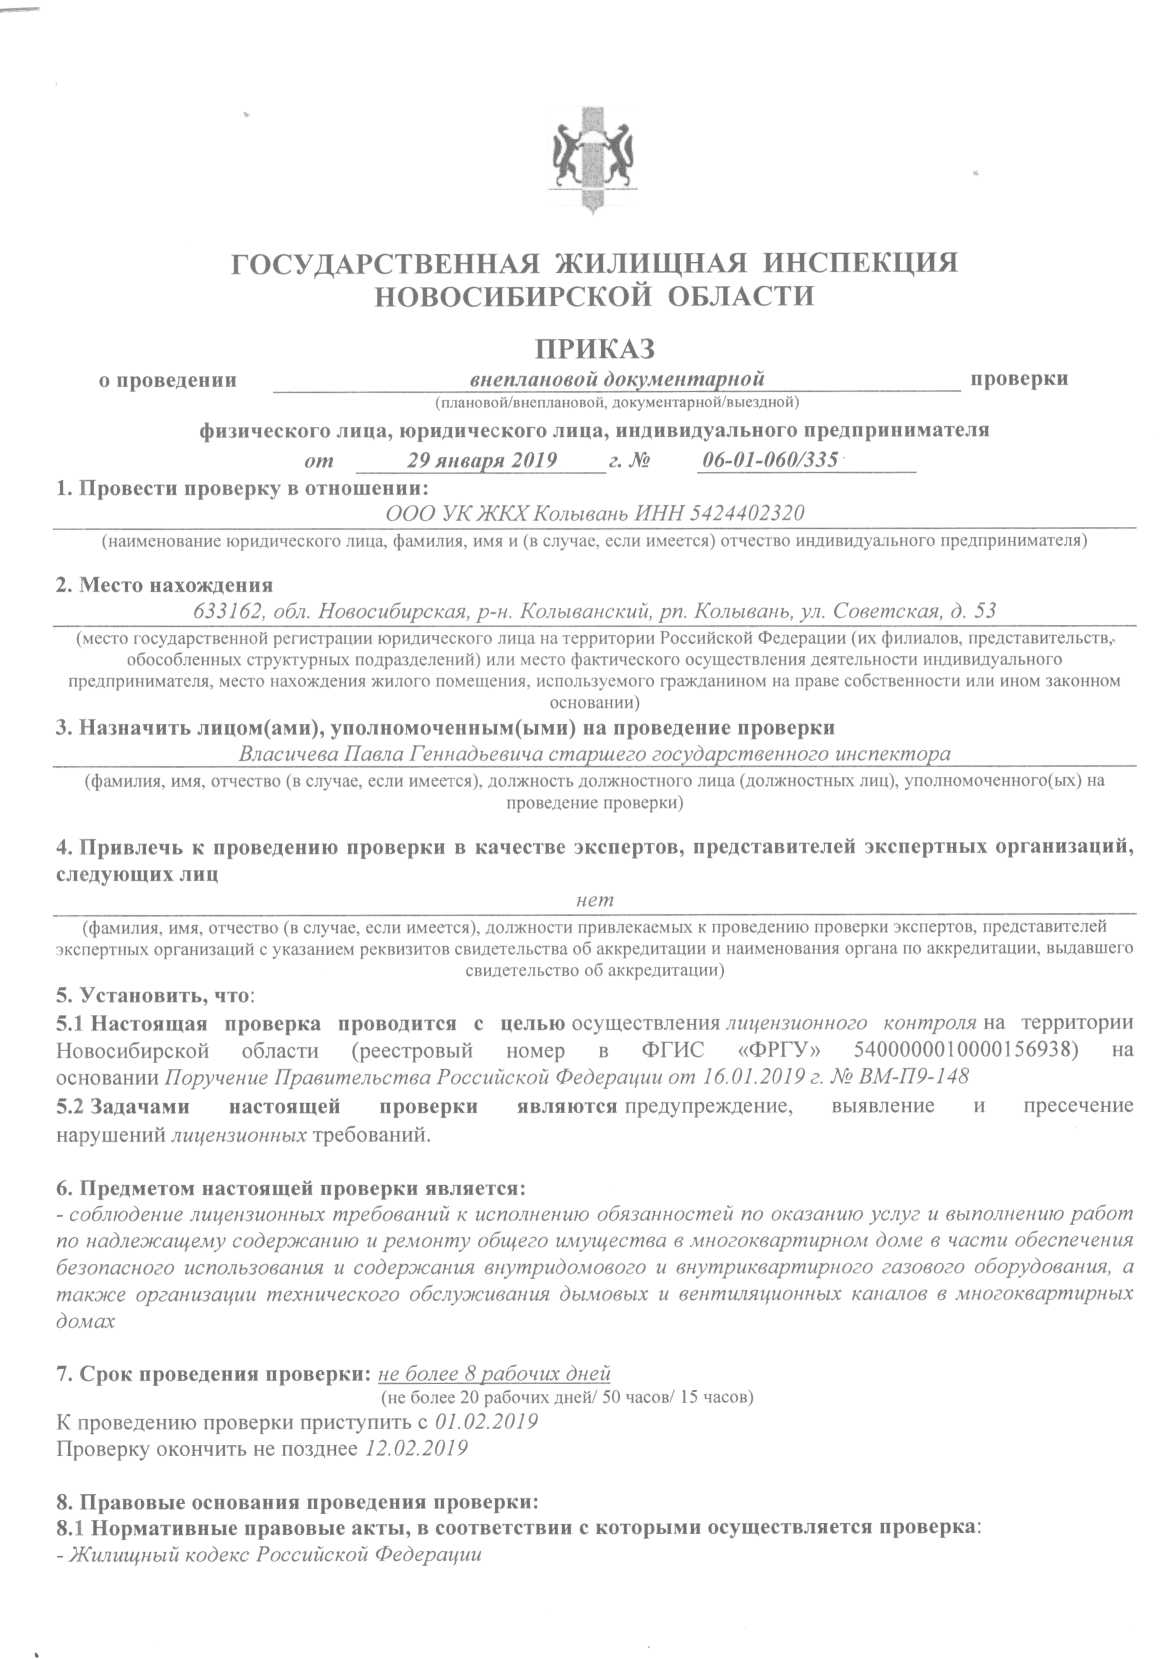 ГОСУДАРСТВЕННАЯ ЖИЛИЩНАЯ ИНСПЕКЦИЯ
НОВОСИБИРСКОЙ ОБЛАСТИ
ПРИКАЗ
о проведении внеплановой документарной проверки
(плановой/внеплановой, документарной/выездной)
физического лица, юридического лица, индивидуального предпринимателя
от 29 января 2019 г. № 06-01-060/335
1. Провести проверку в отношении:
ООО УК ЖКХ Колывань ИНН 5424402320
(наименование юридического лица, фамилия, имя и (в случае, если имеется) отчество индивидуального предпринимателя)
2. Место нахождения
633162, обл. Новосибирская, р-н. Колыванский, рп. Колывань, ул. Советская, д. 53
(место государственной регистрации юридического лица на территории Российской Федерации (их филиалов, представительств,
обособленных структурных подразделений) или место фактического осуществления деятельности индивидуального
предпринимателя, место нахождения жилого помещения, используемого гражданином на праве собственности или ином законном
основании)
3. Назначить лицом(ами), уполномоченным(ыми) на проведение проверки
Власичева Павла Геннадьевича старшего государственного инспектора
(фамилия, имя, отчество (в случае, если имеется), должность должностного лица (должностных лиц), уполномоченного(ых) на
проведение проверки)
4. Привлечь к проведению проверки в качестве экспертов, представителей экспертных организаций,
следующих лиц
нет
(фамилия, имя, отчество (в случае, если имеется), должности привлекаемых к проведению проверки экспертов, представителей
экспертных организаций с указанием реквизитов свидетельства об аккредитации и наименования органа по аккредитации, выдавшего
свидетельство об аккредитации)
5. Установить, что:
5.1 Настоящая проверка проводится с целью осуществления лицензионного контроля на территории
Новосибирской области (реестровый номер в ФГИС «ФРГУ» 5400000010000156938) на
основании Поручение Правительства Российской Федерации от 16.01.2019 г. № ВМ-П9-148
5.2 Задачами настоящей проверки являются предупреждение, выявление и пресечение
нарушений лицензионных требований.
6. Предметом настоящей проверки является:
- соблюдение лицензионных требований к исполнению обязанностей по оказанию услуг и выполнению работ
по надлежащему содержанию и ремонту общего имущества в многоквартирном доме в части обеспечения
безопасного использования и содержания внутридомового и внутриквартирного газового оборудования, а
также организации технического обслуживания дымовых и вентиляционных каналов в многоквартирных
домах
7. Срок проведения проверки: не более 8 рабочих дней
(не более 20 рабочих дней/ 50 часов/ 15 часов)
К проведению проверки приступить с 01.02.2019
Проверку окончить не позднее 12.02.2019
8. Правовые основания проведения проверки:
8.1 Нормативные правовые акты, в соответствии с которыми осуществляется проверка:
- Жилищный кодекс Российской Федерации